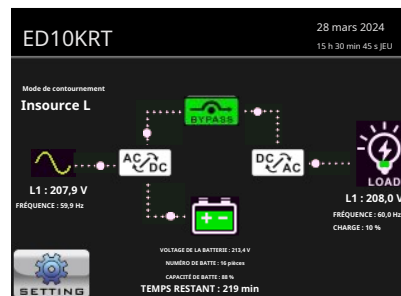 ED10KRT
28 mars 2024
15 h 30 min 45 s JEU
Mode de contournement
Insource L
BYPASS
AC
DC
DC
AC
LOAD
L1 : 207,9 V
FRÉQUENCE : 59,9 Hz
L1 : 208,0 V
FRÉQUENCE : 60,0 Hz
CHARGE : 10 %
VOLTAGE DE LA BATTERIE : 213,4 V
NUMÉRO DE BATTE : 16 pièces
CAPACITÉ DE BATTE : 88 %
TEMPS RESTANT : 219 min
SETTING